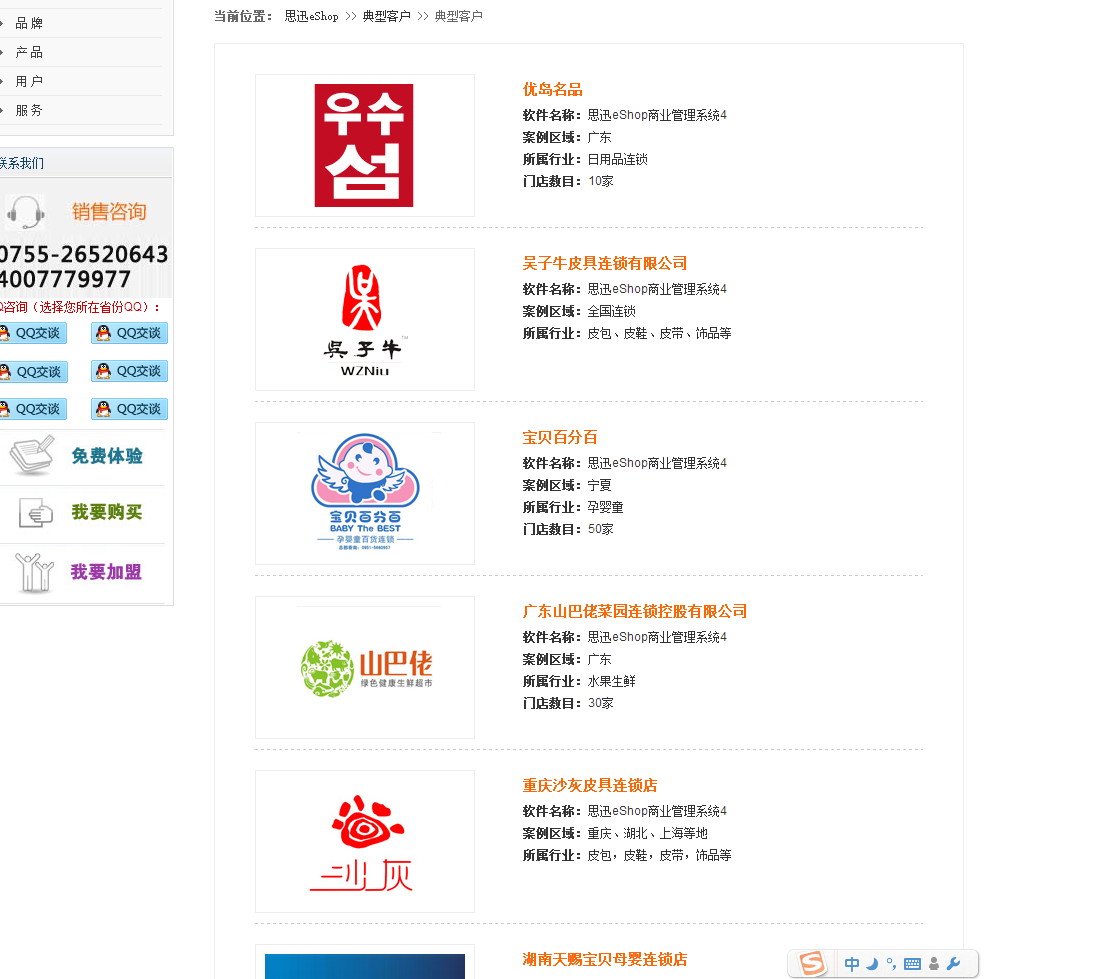 品 牌
产 品
用 户
服 务
联系我们
销售咨询
0755-26520643
4007779977
Q咨询（选择您所在省份QQ）：
QQ交谈 QQ交谈
QQ交谈 QQ交谈
QQ交谈 QQ交谈
免费体验
我要购买
我要加盟
当前位置： 思迅eShop >> 典型客户 >> 典型客户
우수
섬
优岛名品
软件名称：思迅eShop商业管理系统4
案例区域：广东
所属行业：日用品连锁
门店数目：10家
吴子牛
WZNiu
TM
吴子牛皮具连锁有限公司
软件名称：思迅eShop商业管理系统4
案例区域：全国连锁
所属行业：皮包、皮鞋、皮带、饰品等
宝贝百分百
BABY The BEST
孕婴童百货连锁
宝贝百分百
软件名称：思迅eShop商业管理系统4
案例区域：宁夏
所属行业：孕婴童
门店数目：50家
山巴佬
绿色健康生鲜超市
广东山巴佬菜园连锁控股有限公司
软件名称：思迅eShop商业管理系统4
案例区域：广东
所属行业：水果生鲜
门店数目：30家
沙灰
重庆沙灰皮具连锁店
软件名称：思迅eShop商业管理系统4
案例区域：重庆、湖北、上海等地
所属行业：皮包，皮鞋，皮带，饰品等
湖南天赐宝贝母婴连锁店
S 中